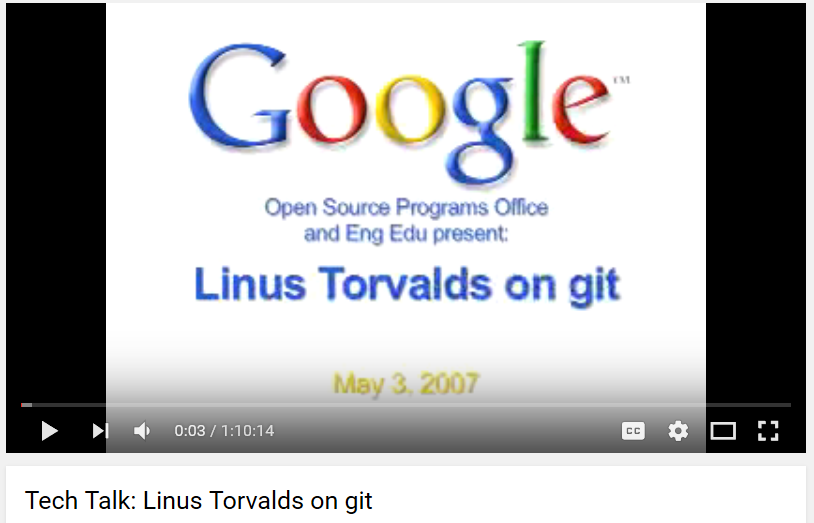 Google™
Open Source Programs Office
and Eng Edu present:
Linus Torvalds on git
May 3, 2007
0:03 / 1:10:14
CC
Tech Talk: Linus Torvalds on git